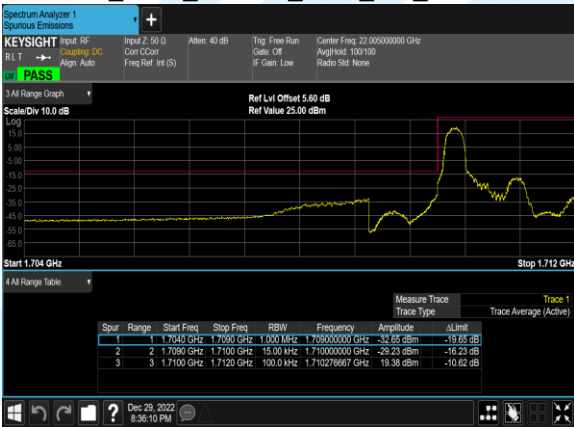 Spectrum Analyzer 1
Spurious Emissions
+
KEYSIGHT Input: RF Input Z: 50 Ω Atten: 40 dB Trig: Free Run Center Freq: 22.005000000 GHz
RLT Coupling: DC Corr CCorr Gate: Off Avg|Hold: 100/100
Align: Auto Freq Ref: Int (S) IF Gain: Low Radio Std: None
PASS
3 All Range Graph
Ref Lvl Offset 5.60 dB
Scale/Div 10.0 dB Ref Value 25.00 dBm
Log
15.0
5.00
-5.00
-15.0
-25.0
-35.0
-45.0
-55.0
-65.0
Start 1.704 GHz Stop 1.712 GHz
4 All Range Table
Measure Trace Trace 1
Trace Type Trace Average (Active)
Spur Range Start Freq Stop Freq RBW Frequency Amplitude ΔLimit
1 1 1.7040 GHz 1.7090 GHz 1.000 MHz 1.709000000 GHz -32.65 dBm -19.65 dB
2 2 1.7090 GHz 1.7100 GHz 15.00 kHz 1.710000000 GHz -29.23 dBm -16.23 dB
3 3 1.7100 GHz 1.7120 GHz 100.0 kHz 1.710276667 GHz 19.38 dBm -10.62 dB
?
Dec 29, 2022
8:36:10 PM